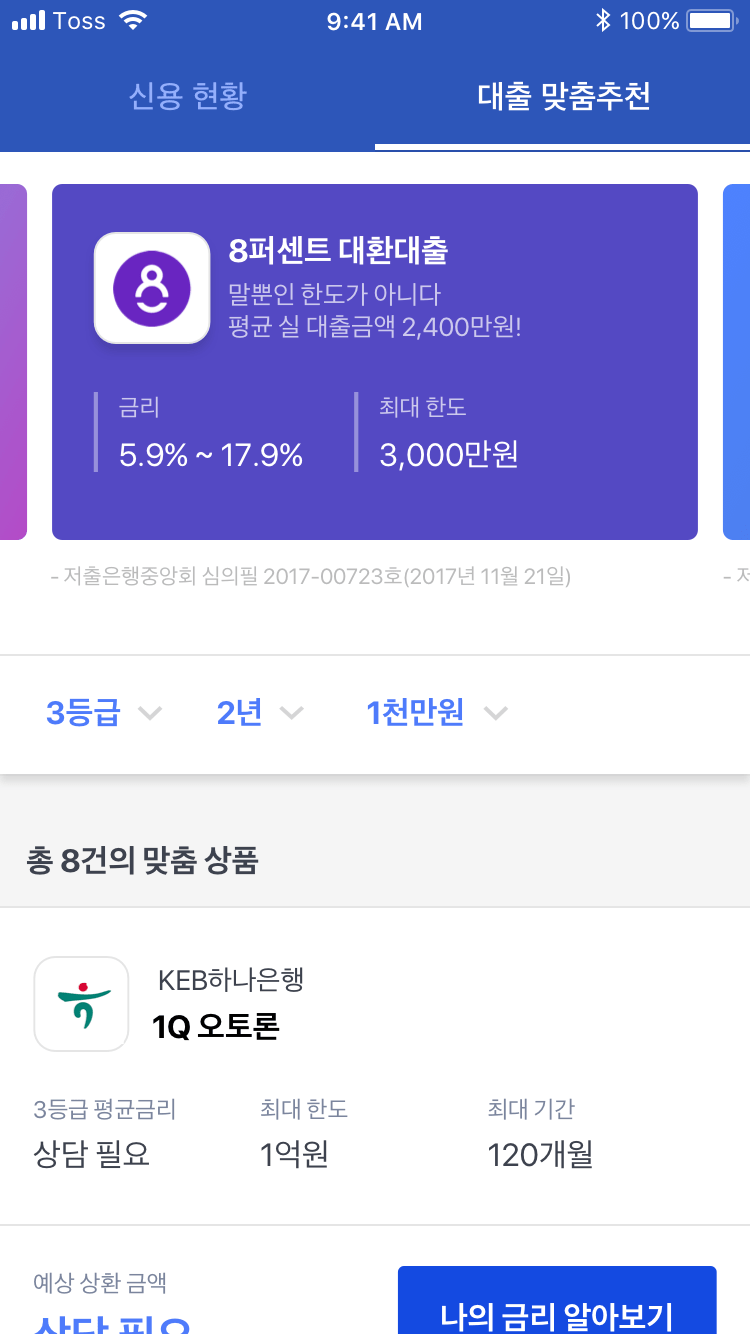 Toss 9:41 AM 100%
신용 현황 대출 맞춤추천
8퍼센트 대환대출
말뿐인 한도가 아니다
평균 실 대출금액 2,400만원!
금리 최대 한도
5.9% ~ 17.9% 3,000만원
- 저출은행중앙회 심의필 2017-00723호(2017년 11월 21일)
3등급 2년 1천만원
총 8건의 맞춤 상품
KEB하나은행
1Q 오토론
3등급 평균금리 최대 한도 최대 기간
상담 필요 1억원 120개월
예상 상환 금액
상담 필요 나의 금리 알아보기